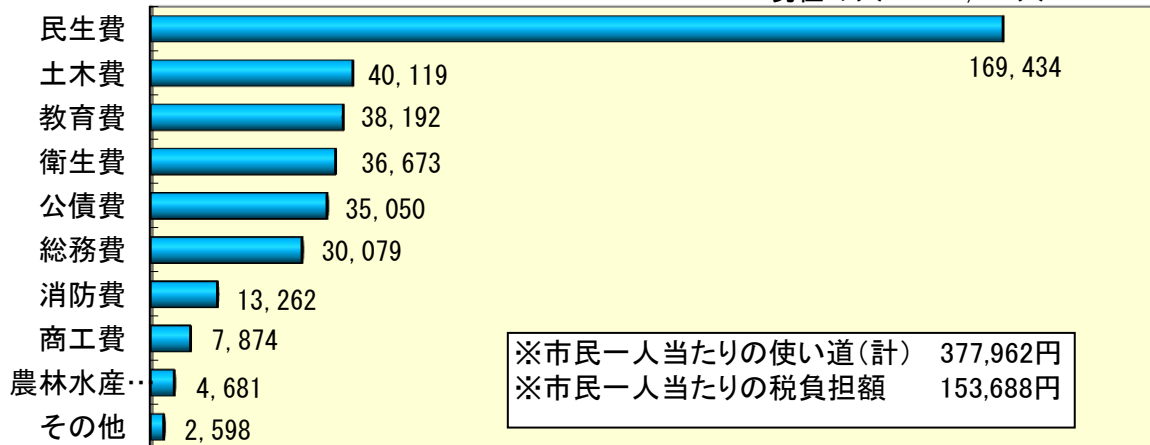 民生費 169,434
土木費 40,119
教育費 38,192
衛生費 36,673
公債費 35,050
総務費 30,079
消防費 13,262
商工費 7,874
農林水産… 4,681
その他 2,598
※市民一人当たりの使い道(計) 377,962円
※市民一人当たりの税負担額 153,688円